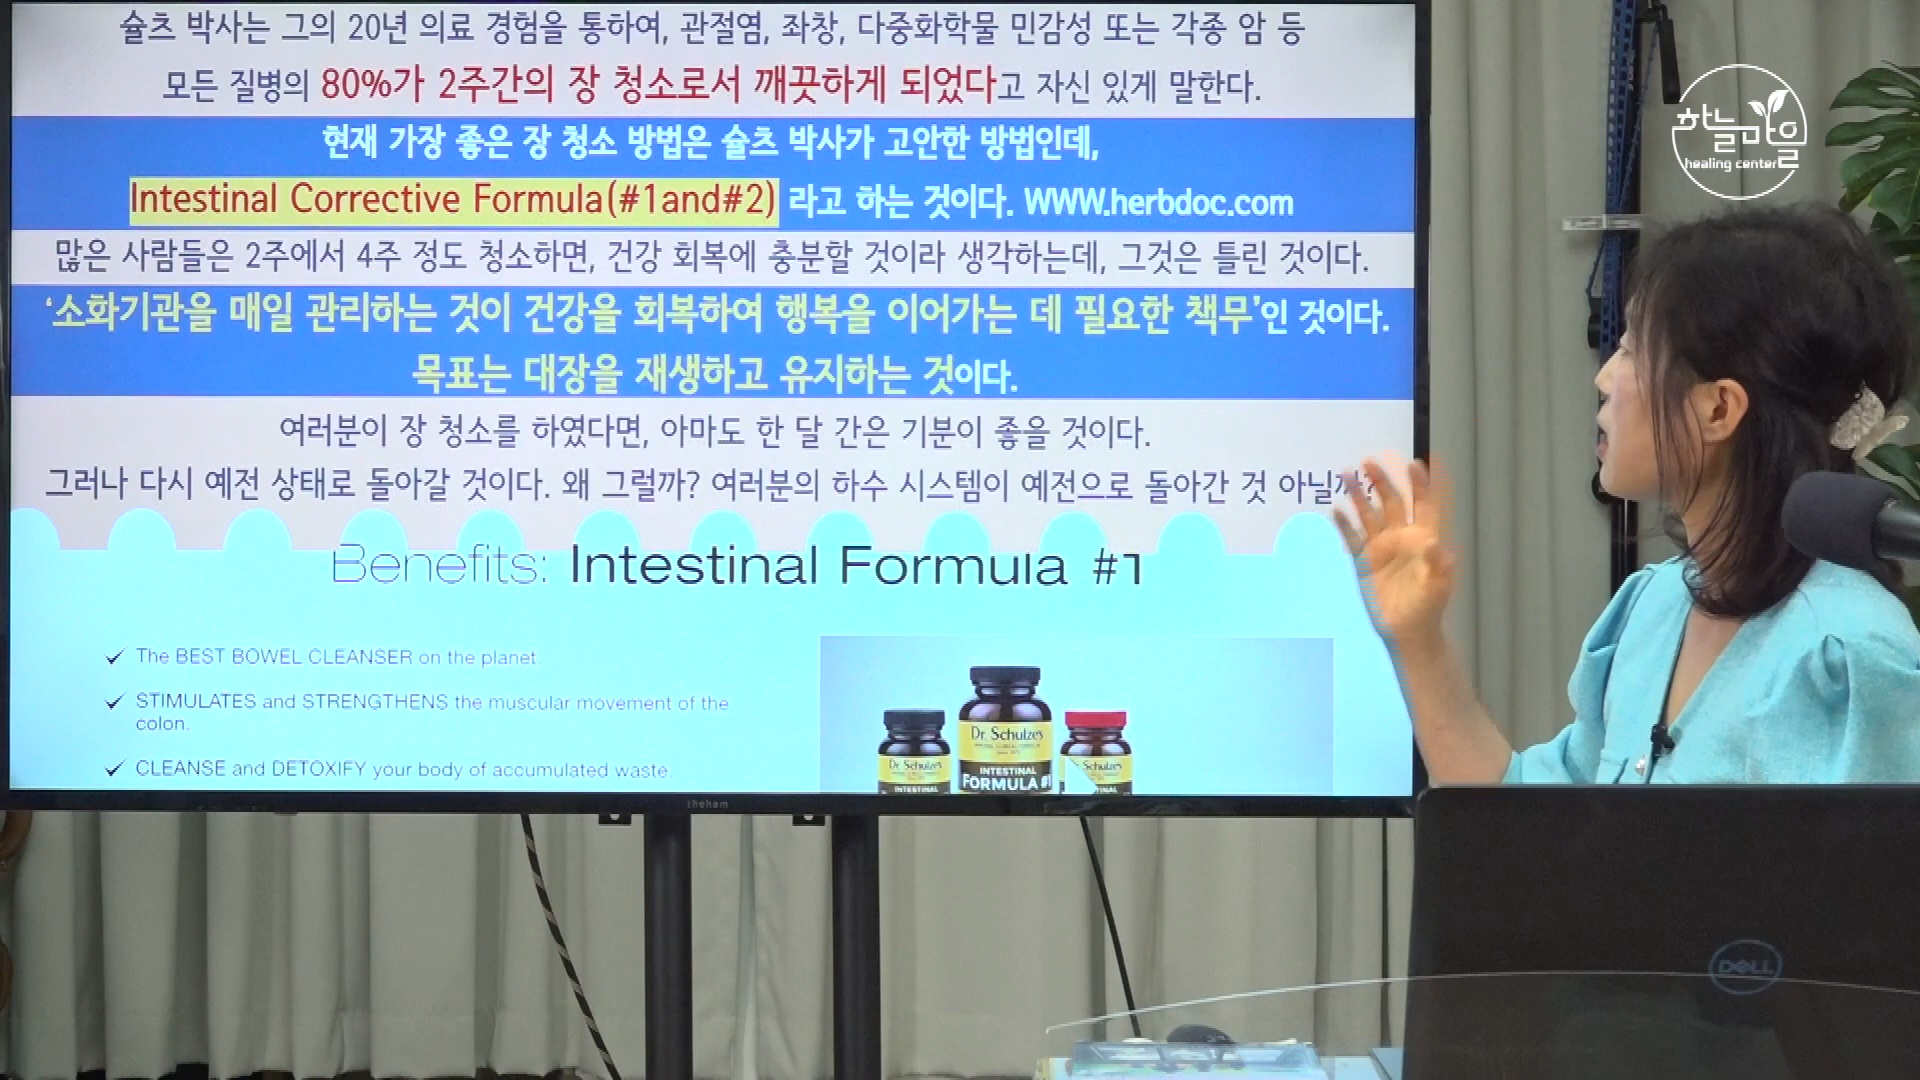 슐츠 박사는 그의 20년 의료 경험을 통하여, 관절염, 좌창, 다중화학물 민감성 또는 각종 암 등
모든 질병의 80%가 2주간의 장 청소로서 깨끗하게 되었다고 자신 있게 말한다.
현재 가장 좋은 장 청소 방법은 슐츠 박사가 고안한 방법인데,
Intestinal Corrective Formula(#1and#2) 라고 하는 것이다. WWW.herbdoc.com
많은 사람들은 2주에서 4주 정도 청소하면, 건강 회복에 충분할 것이라 생각하는데, 그것은 틀린 것이다.
‘소화기관을 매일 관리하는 것이 건강을 회복하여 행복을 이어가는 데 필요한 책무’인 것이다.
목표는 대장을 재생하고 유지하는 것이다.
여러분이 장 청소를 하였다면, 아마도 한 달 간은 기분이 좋을 것이다.
그러나 다시 예전 상태로 돌아갈 것이다. 왜 그럴까? 여러분의 하수 시스템이 예전으로 돌아간 것 아닐까?
Benefits: Intestinal Formula #1
The BEST BOWEL CLEANSER on the planet.
STIMULATES and STRENGTHENS the muscular movement of the
colon.
CLEANSE and DETOXIFY your body of accumulated waste.
Dr. Schulze's
INTESTINAL
FORMULA #1
Dr. Schulze's
INTESTINAL
Schulze's
theham
하늘마을
healing center
DELL